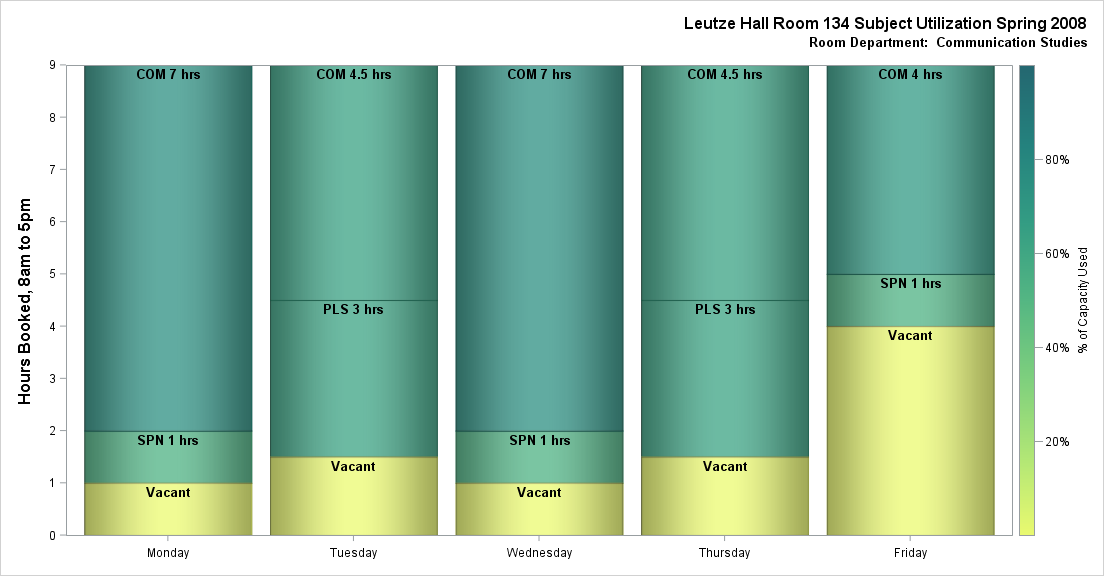 Leutze Hall Room 134 Subject Utilization Spring 2008
Room Department:  Communication Studies
Hours Booked, 8am to 5pm
9
8
7
6
5
4
3
2
1
0
COM 7 hrs
SPN 1 hrs
Vacant
COM 4.5 hrs
PLS 3 hrs
Vacant
COM 7 hrs
SPN 1 hrs
Vacant
COM 4.5 hrs
PLS 3 hrs
Vacant
COM 4 hrs
SPN 1 hrs
Vacant
Monday
Tuesday
Wednesday
Thursday
Friday
80%
60%
40%
20%
% of Capacity Used